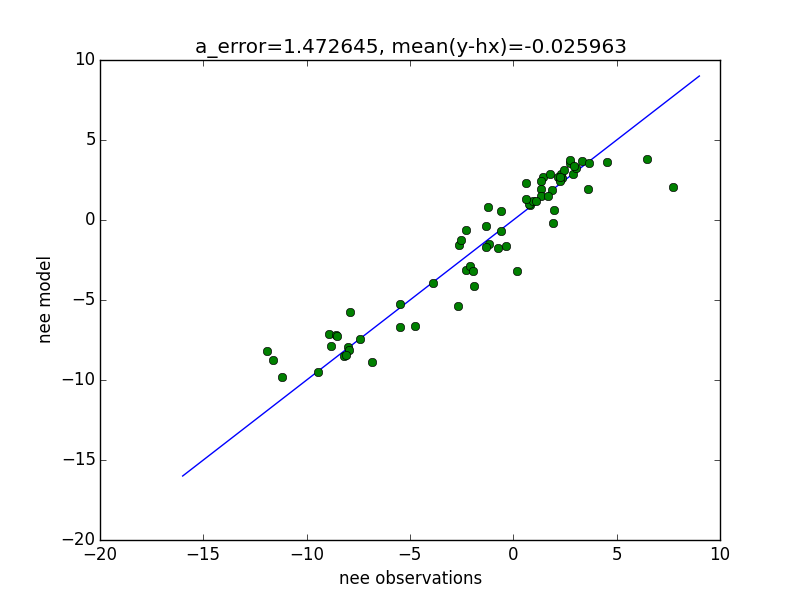 a_error=1.472645, mean(y-hx)=-0.025963
10
5
0
−5
−10
−15
−20
nee model
−20 −15 −10 −5 0 5 10
nee observations